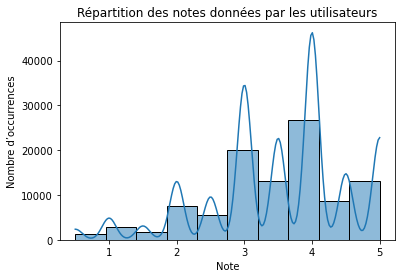 Répartition des notes données par les utilisateurs
Nombre d'occurrences
40000
30000
20000
10000
0
1 2 3 4 5
Note